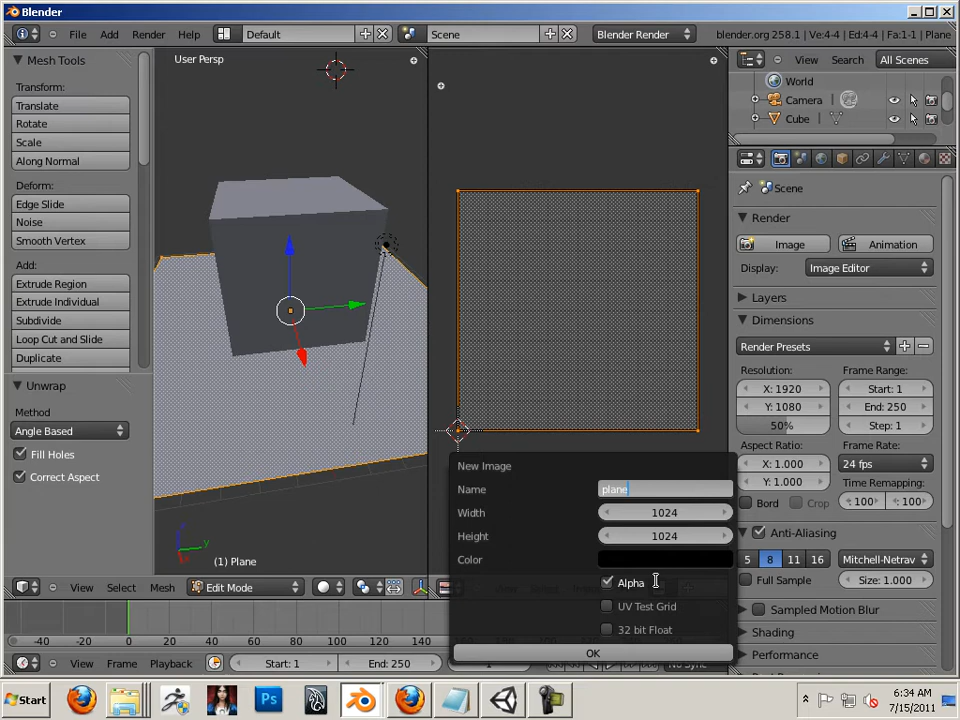 Blender
File Add Render Help Default Scene Blender Render blender.org 258.1 | Ve:4-4 | Ed:4-4 | Fa:1-1 | Plane
Mesh Tools
Transform:
Translate
Rotate
Scale
Along Normal
Deform:
Edge Slide
Noise
Smooth Vertex
Add:
Extrude Region
Extrude Individual
Subdivide
Loop Cut and Slide
Duplicate
Unwrap
Method
Angle Based
Fill Holes
Correct Aspect
User Persp
(1) Plane
View Select Mesh Edit Mode
New Image
Name plane
Width 1024
Height 1024
Color
Alpha
UV Test Grid
32 bit Float
OK
View Search All Scenes
World
Camera
Cube
Scene
Render
Image Animation
Display: Image Editor
Layers
Dimensions
Render Presets
Resolution: Frame Range:
X: 1920 Start: 1
Y: 1080 End: 250
50% Step: 1
Aspect Ratio: Frame Rate:
X: 1.000 24 fps
Y: 1.000 Time Remapping:
Bord Crop :100 :100
Anti-Aliasing
5 8 11 16 Mitchell-Netrav
Full Sample Size: 1.000
Sampled Motion Blur
Shading
Performance
-40 -20 0 20 40 60 80 100 120 140 160 180 200 220 240 260
View Frame Playback Start: 1 End: 250 1
Start
Ps
6:34 AM
7/15/2011